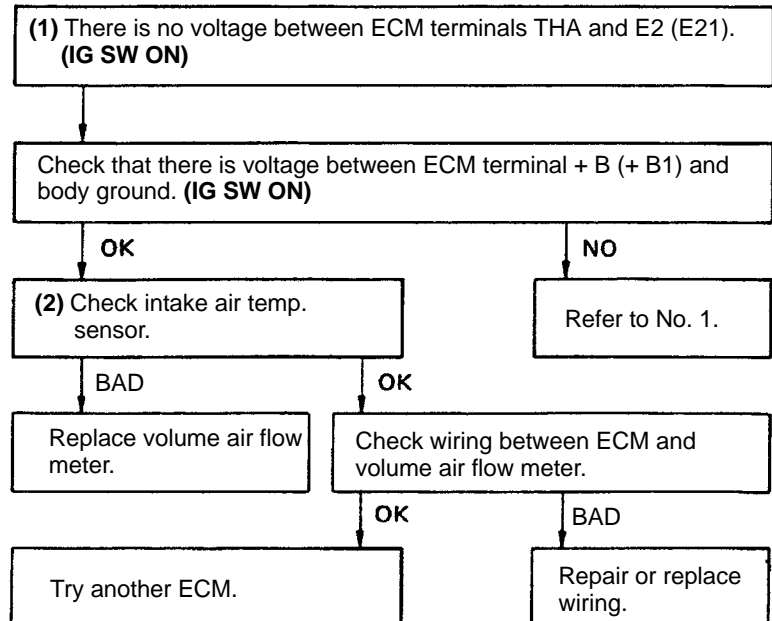 (1) There is no voltage between ECM terminals THA and E2 (E21).
(IG SW ON)
Check that there is voltage between ECM terminal + B (+ B1) and
body ground. (IG SW ON)
OK
NO
(2) Check intake air temp.
sensor.
Refer to No. 1.
BAD
OK
Replace volume air flow
meter.
Check wiring between ECM and
volume air flow meter.
OK
BAD
Try another ECM.
Repair or replace
wiring.